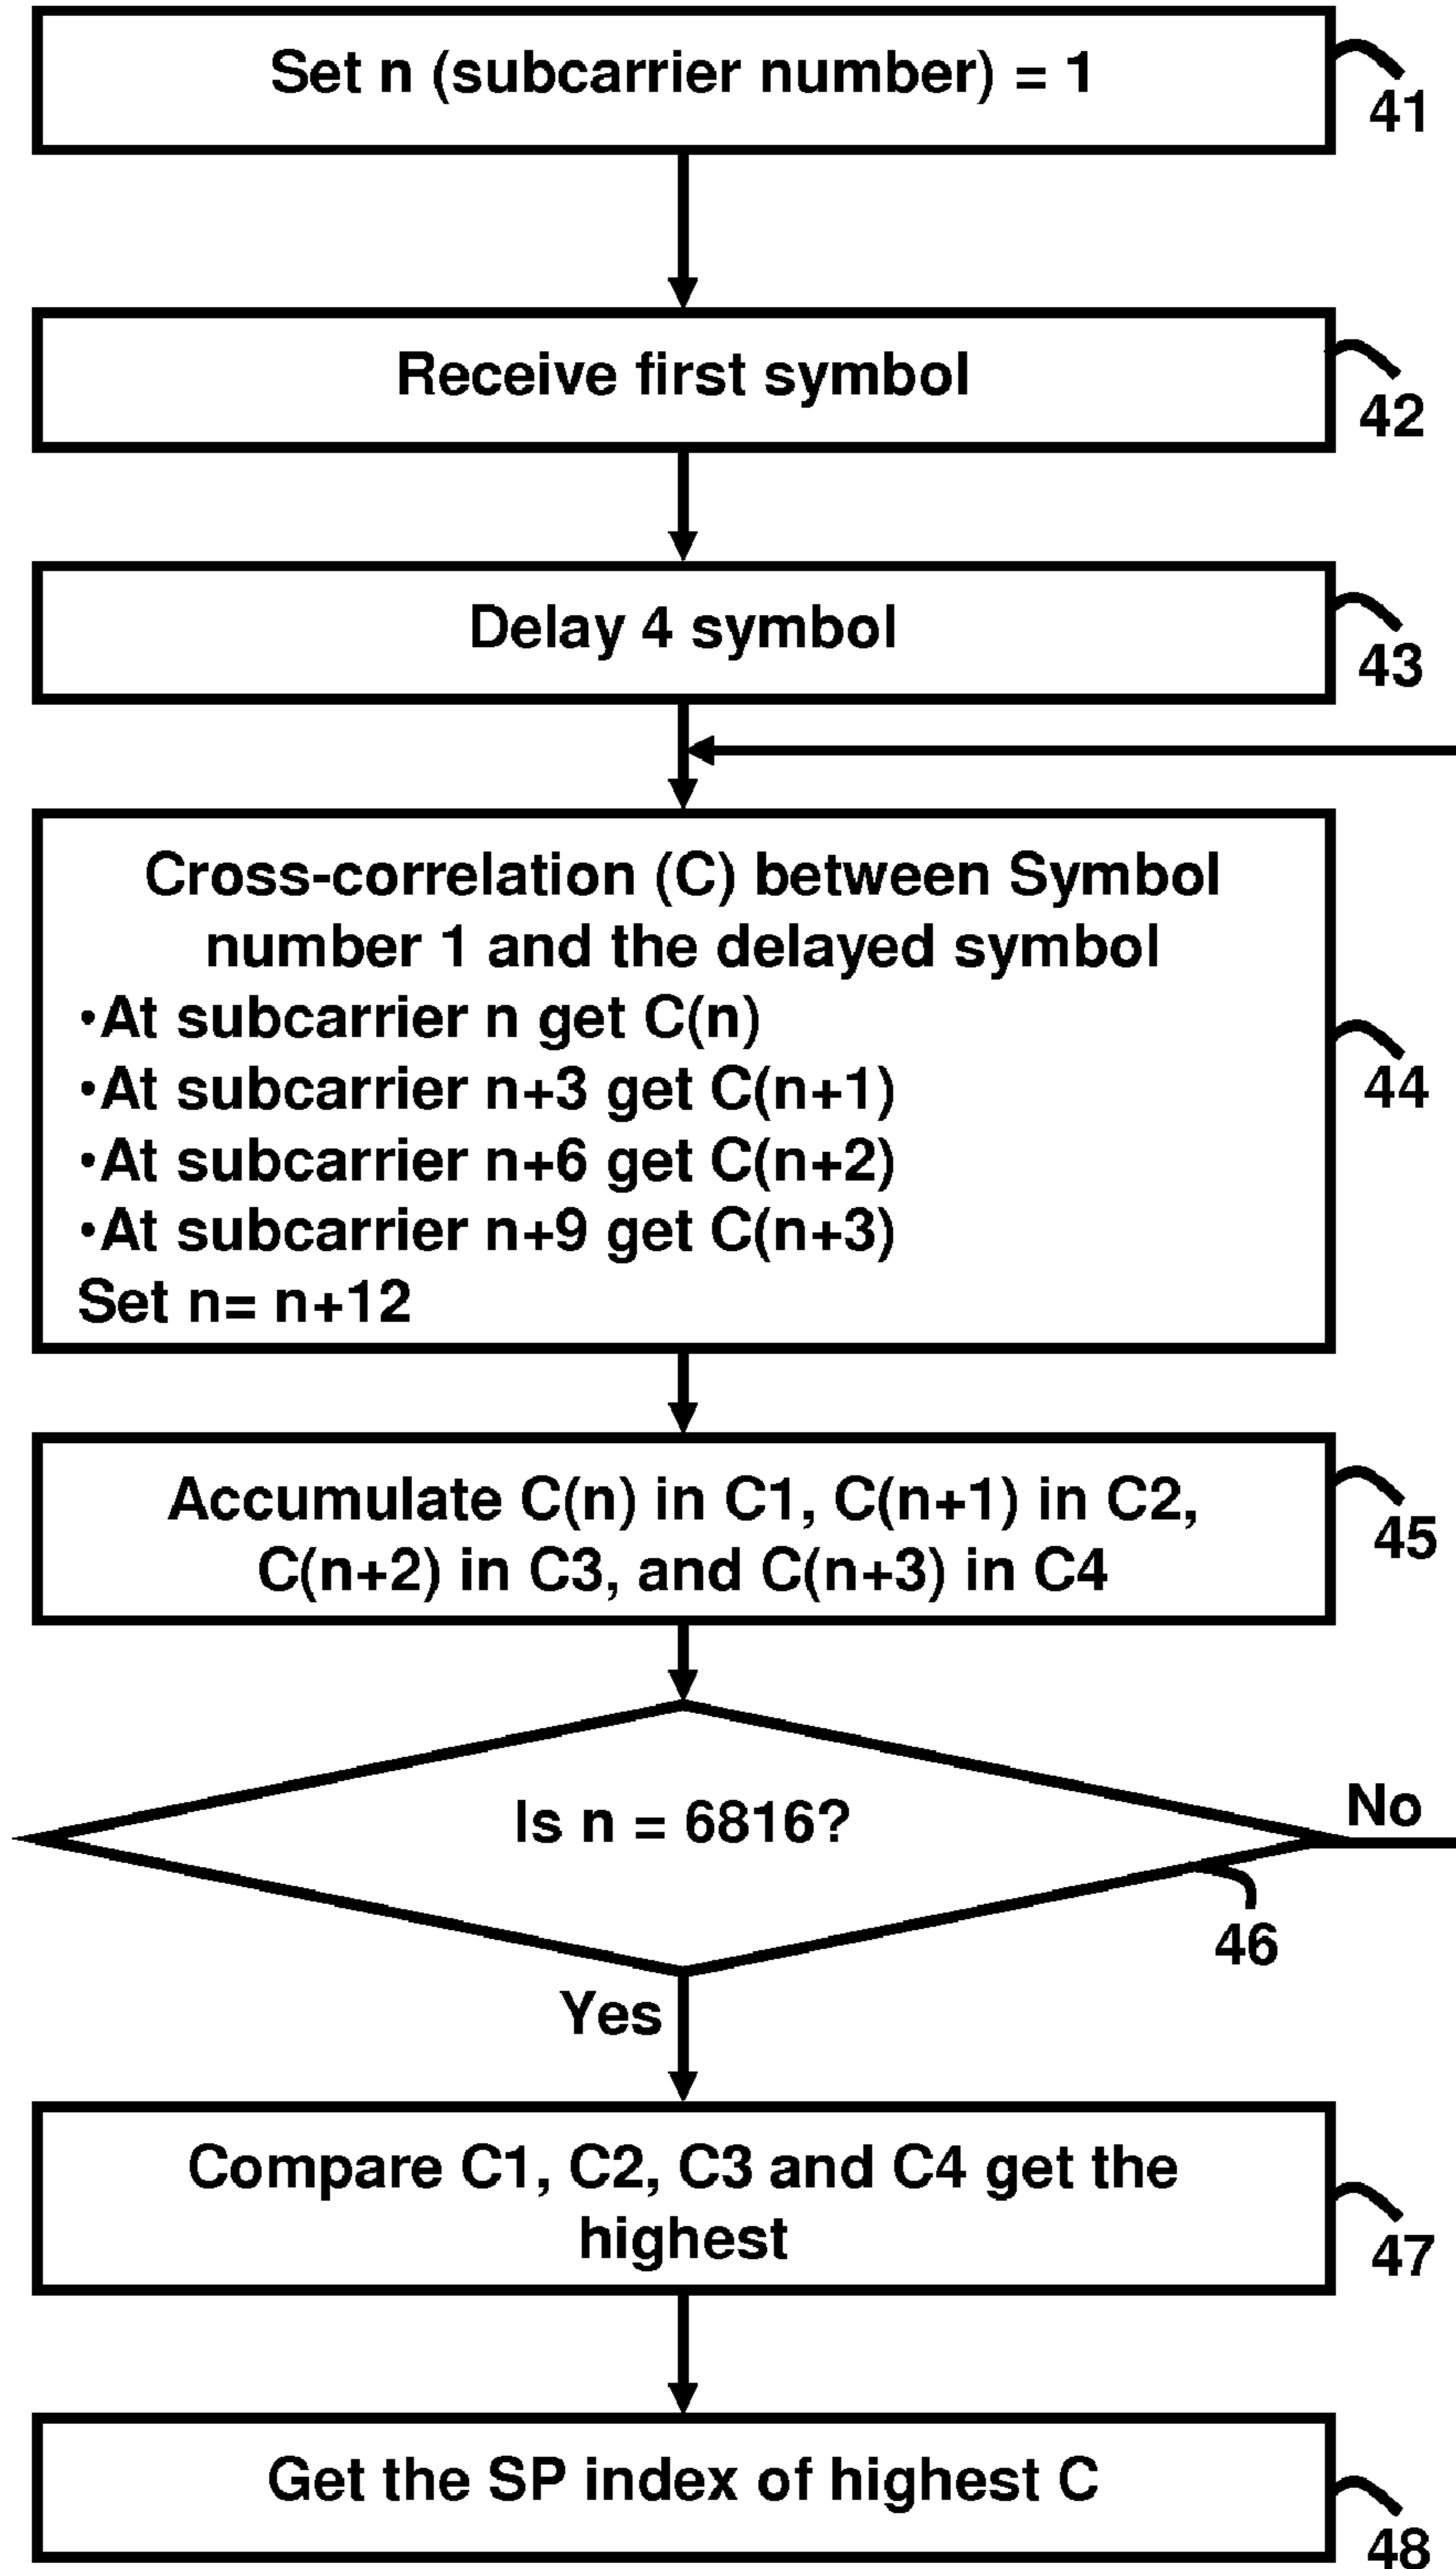 Set n (subcarrier number) = 1
41
Receive first symbol
42
Delay 4 symbol
43
Cross-correlation (C) between Symbol
number 1 and the delayed symbol
•At subcarrier n get C(n)
•At subcarrier n+3 get C(n+1)
•At subcarrier n+6 get C(n+2)
•At subcarrier n+9 get C(n+3)
Set n= n+12
44
Accumulate C(n) in C1, C(n+1) in C2,
C(n+2) in C3, and C(n+3) in C4
45
Is n = 6816?
No
46
Yes
Compare C1, C2, C3 and C4 get the
highest
47
Get the SP index of highest C
48